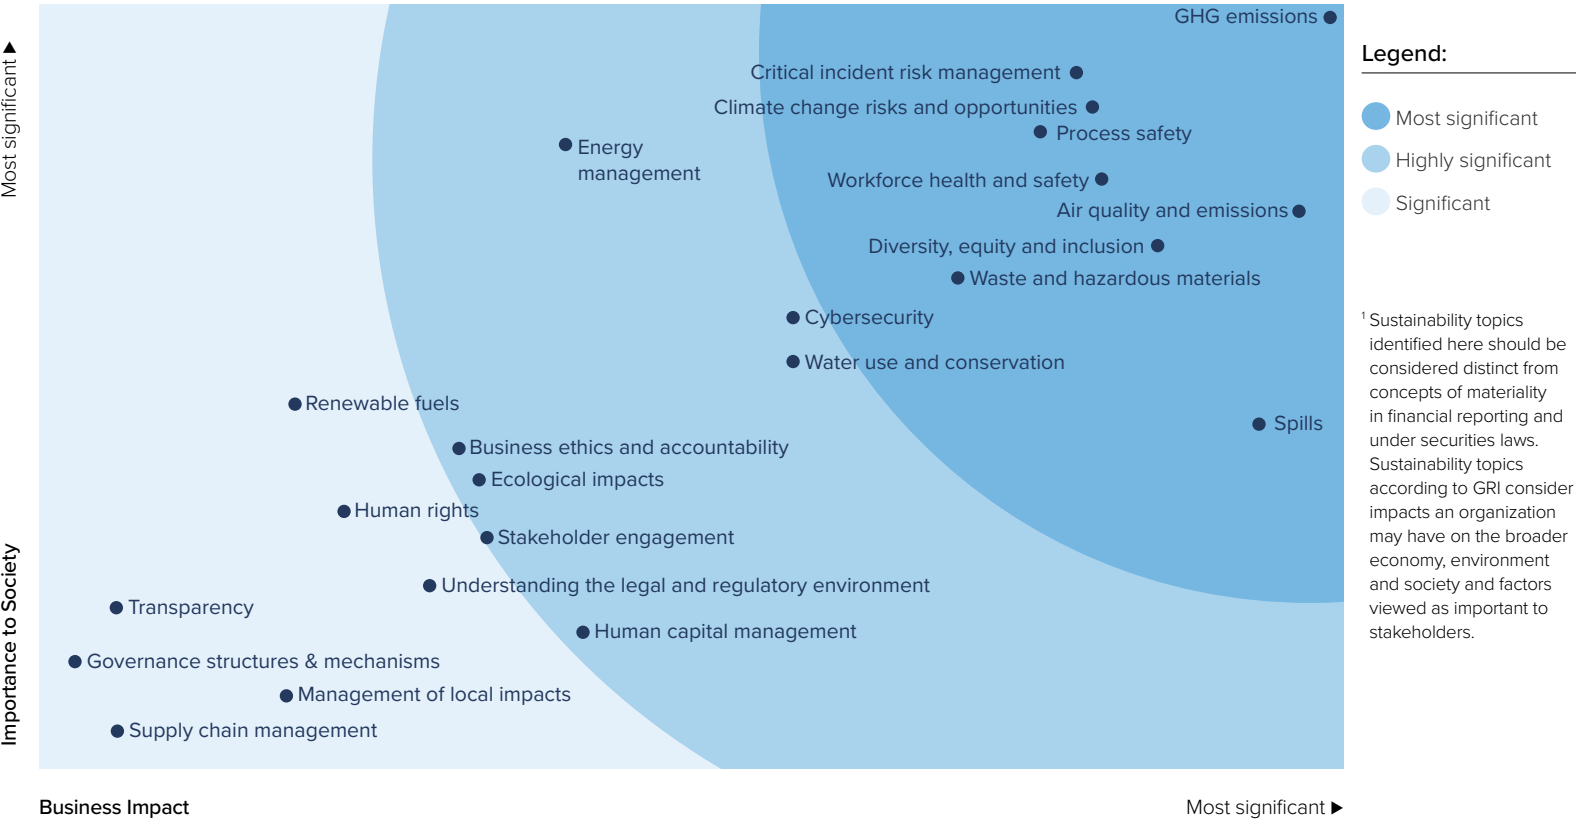 Most significant ▶
Importance to Society
GHG emissions
Critical incident risk management
Climate change risks and opportunities
Process safety
Energy
management
Workforce health and safety
Air quality and emissions
Diversity, equity and inclusion
Waste and hazardous materials
Cybersecurity
Water use and conservation
Renewable fuels
Spills
Business ethics and accountability
Ecological impacts
Human rights
Stakeholder engagement
Understanding the legal and regulatory environment
Transparency
Human capital management
Governance structures & mechanisms
Management of local impacts
Supply chain management
Business Impact
Most significant ▶
Legend:
Most significant
Highly significant
Significant
¹ Sustainability topics
identified here should be
considered distinct from
concepts of materiality
in financial reporting and
under securities laws.
Sustainability topics
according to GRI consider
impacts an organization
may have on the broader
economy, environment
and society and factors
viewed as important to
stakeholders.